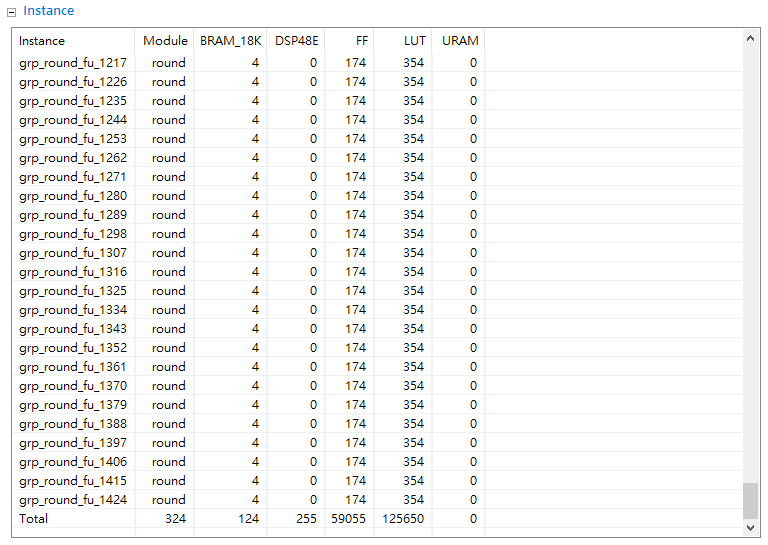 Instance
Instance Module BRAM_18K DSP48E FF LUT URAM
grp_round_fu_1217 round 4 0 174 354 0
grp_round_fu_1226 round 4 0 174 354 0
grp_round_fu_1235 round 4 0 174 354 0
grp_round_fu_1244 round 4 0 174 354 0
grp_round_fu_1253 round 4 0 174 354 0
grp_round_fu_1262 round 4 0 174 354 0
grp_round_fu_1271 round 4 0 174 354 0
grp_round_fu_1280 round 4 0 174 354 0
grp_round_fu_1289 round 4 0 174 354 0
grp_round_fu_1298 round 4 0 174 354 0
grp_round_fu_1307 round 4 0 174 354 0
grp_round_fu_1316 round 4 0 174 354 0
grp_round_fu_1325 round 4 0 174 354 0
grp_round_fu_1334 round 4 0 174 354 0
grp_round_fu_1343 round 4 0 174 354 0
grp_round_fu_1352 round 4 0 174 354 0
grp_round_fu_1361 round 4 0 174 354 0
grp_round_fu_1370 round 4 0 174 354 0
grp_round_fu_1379 round 4 0 174 354 0
grp_round_fu_1388 round 4 0 174 354 0
grp_round_fu_1397 round 4 0 174 354 0
grp_round_fu_1406 round 4 0 174 354 0
grp_round_fu_1415 round 4 0 174 354 0
grp_round_fu_1424 round 4 0 174 354 0
Total 324 124 255 59055 125650 0